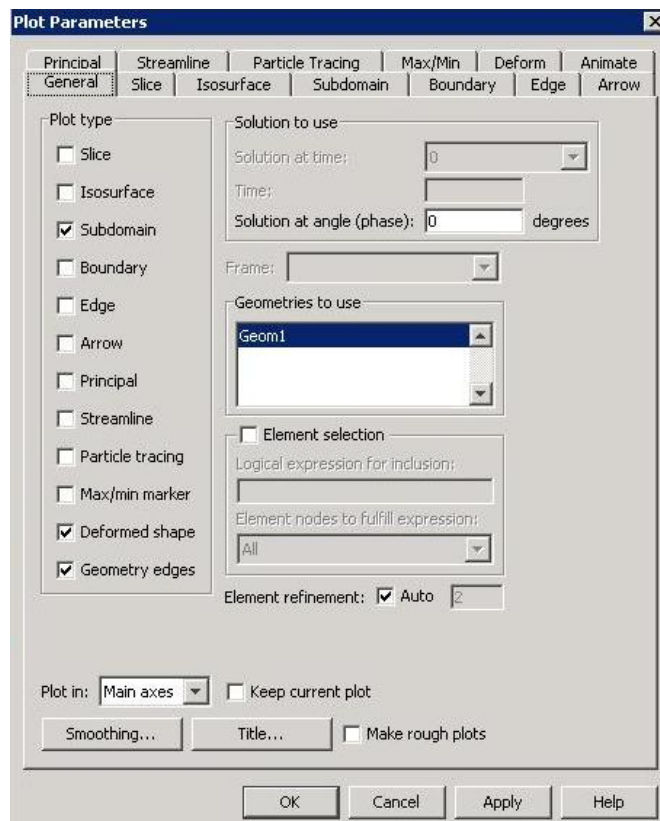 Plot Parameters
Principal Streamline Particle Tracing Max/Min Deform Animate
General Slice Isosurface Subdomain Boundary Edge Arrow
Plot type
Slice
Isosurface
Subdomain
Boundary
Edge
Arrow
Principal
Streamline
Particle tracing
Max/min marker
Deformed shape
Geometry edges
Solution to use
Solution at time: 0
Time:
Solution at angle (phase): 0 degrees
Frame:
Geometries to use
Geom1
Element selection
Logical expression for inclusion:
Element nodes to fulfill expression:
All
Element refinement: Auto 2
Plot in: Main axes Keep current plot
Smoothing... Title... Make rough plots
OK Cancel Apply Help